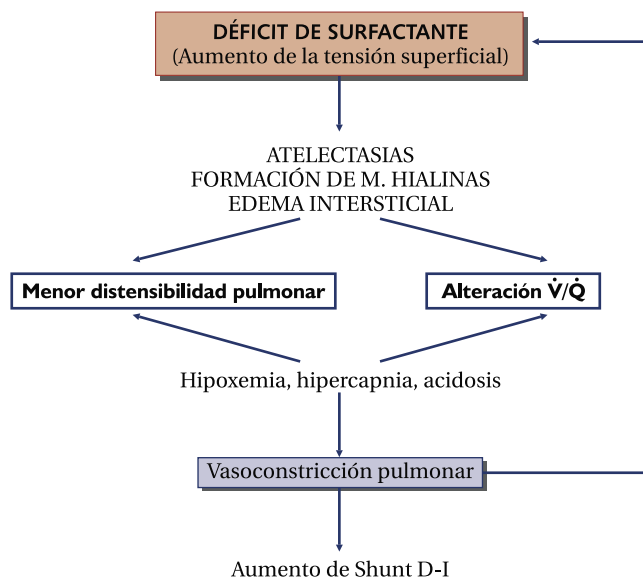 DÉFICIT DE SURFACTANTE
(Aumento de la tensión superficial)
ATELECTASIAS
FORMACIÓN DE M. HIALINAS
EDEMA INTERSTICIAL
Menor distensibilidad pulmonar
Alteración V̇/Q̇
Hipoxemia, hipercapnia, acidosis
Vasoconstricción pulmonar
Aumento de Shunt D-I